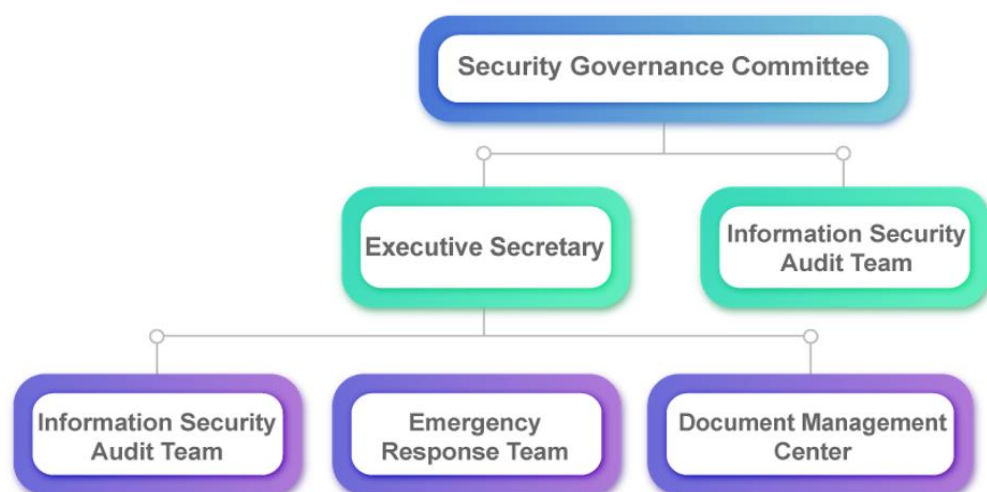 Security Governance Committee
Executive Secretary
Information Security
Audit Team
Information Security
Audit Team
Emergency
Response Team
Document Management
Center